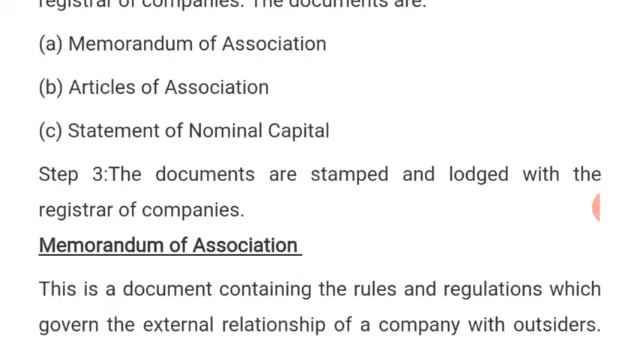 registrar of companies. The documents are:
(a) Memorandum of Association
(b) Articles of Association
(c) Statement of Nominal Capital
Step 3:The documents are stamped and lodged with the
registrar of companies.
Memorandum of Association
This is a document containing the rules and regulations which
govern the external relationship of a company with outsiders.